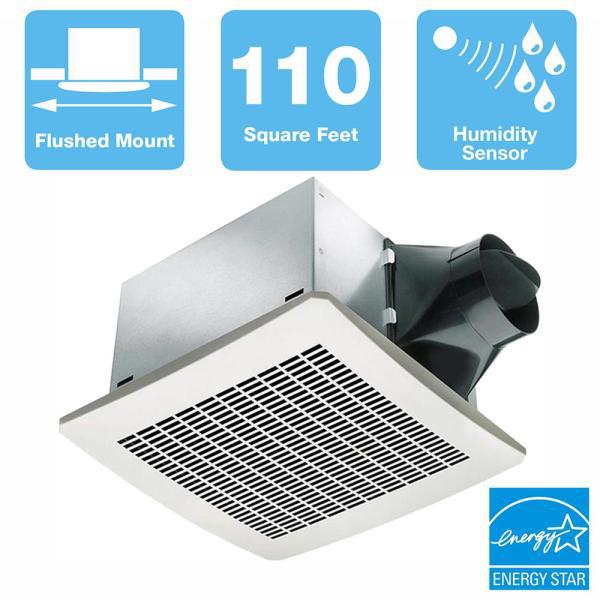 Flushed Mount
110
Square Feet
Humidity
Sensor
energy
ENERGY STAR